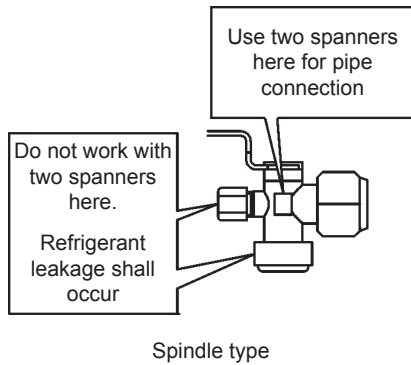 Use two spanners
here for pipe
connection
Do not work with
two spanners
here.
Refrigerant
leakage shall
occur
Spindle type